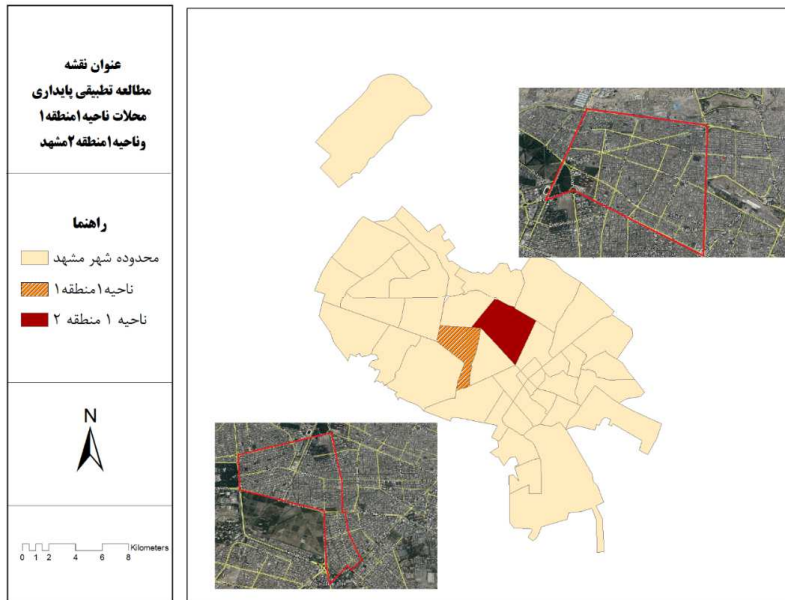 عنوان نقشه
مطالعه تطبیقی پایداری
محلات ناحیه۱منطقه۱
وناحیه۱منطقه۲مشهد
راهنما
محدوده شهر مشهد
ناحیه۱منطقه۱
ناحیه ۱ منطقه ۲
N
Kilometers
0 1 2 4 6 8